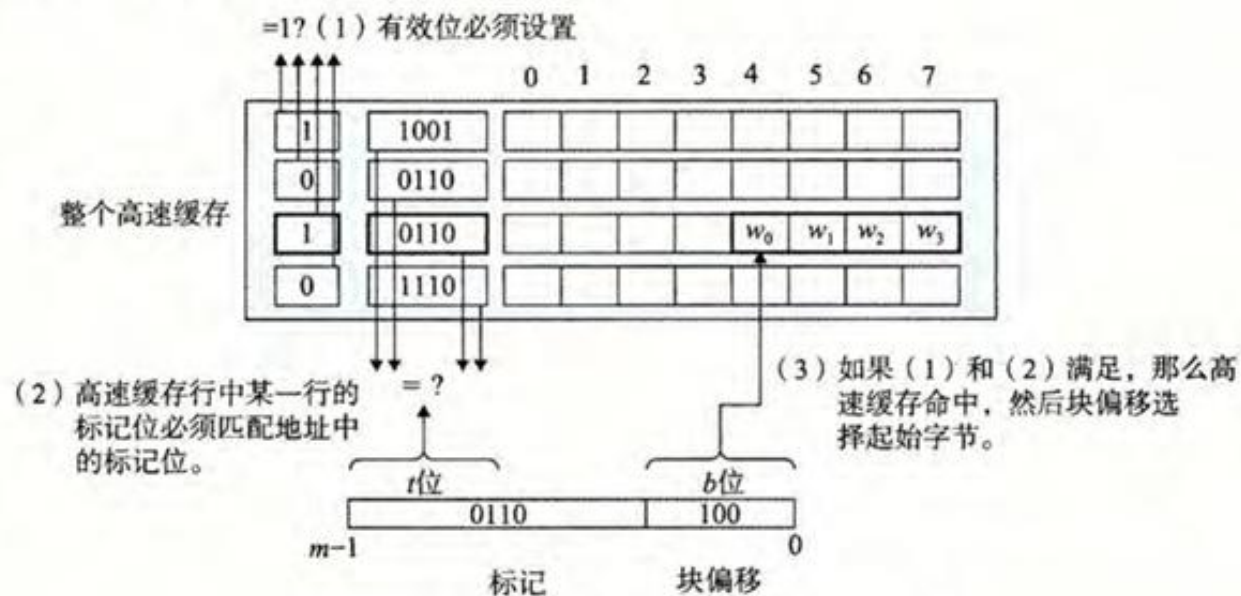 =1?（1）有效位必须设置
0 1 2 3 4 5 6 7
1 1001
0 0110
整个高速缓存
1 0110 w₀ w₁ w₂ w₃
0 1110
（2）高速缓存行中某一行的
标记位必须匹配地址中
的标记位。
= ?
（3）如果（1）和（2）满足，那么高
速缓存命中，然后块偏移选
择起始字节。
t位 b位
0110 100
m-1 0
标记 块偏移